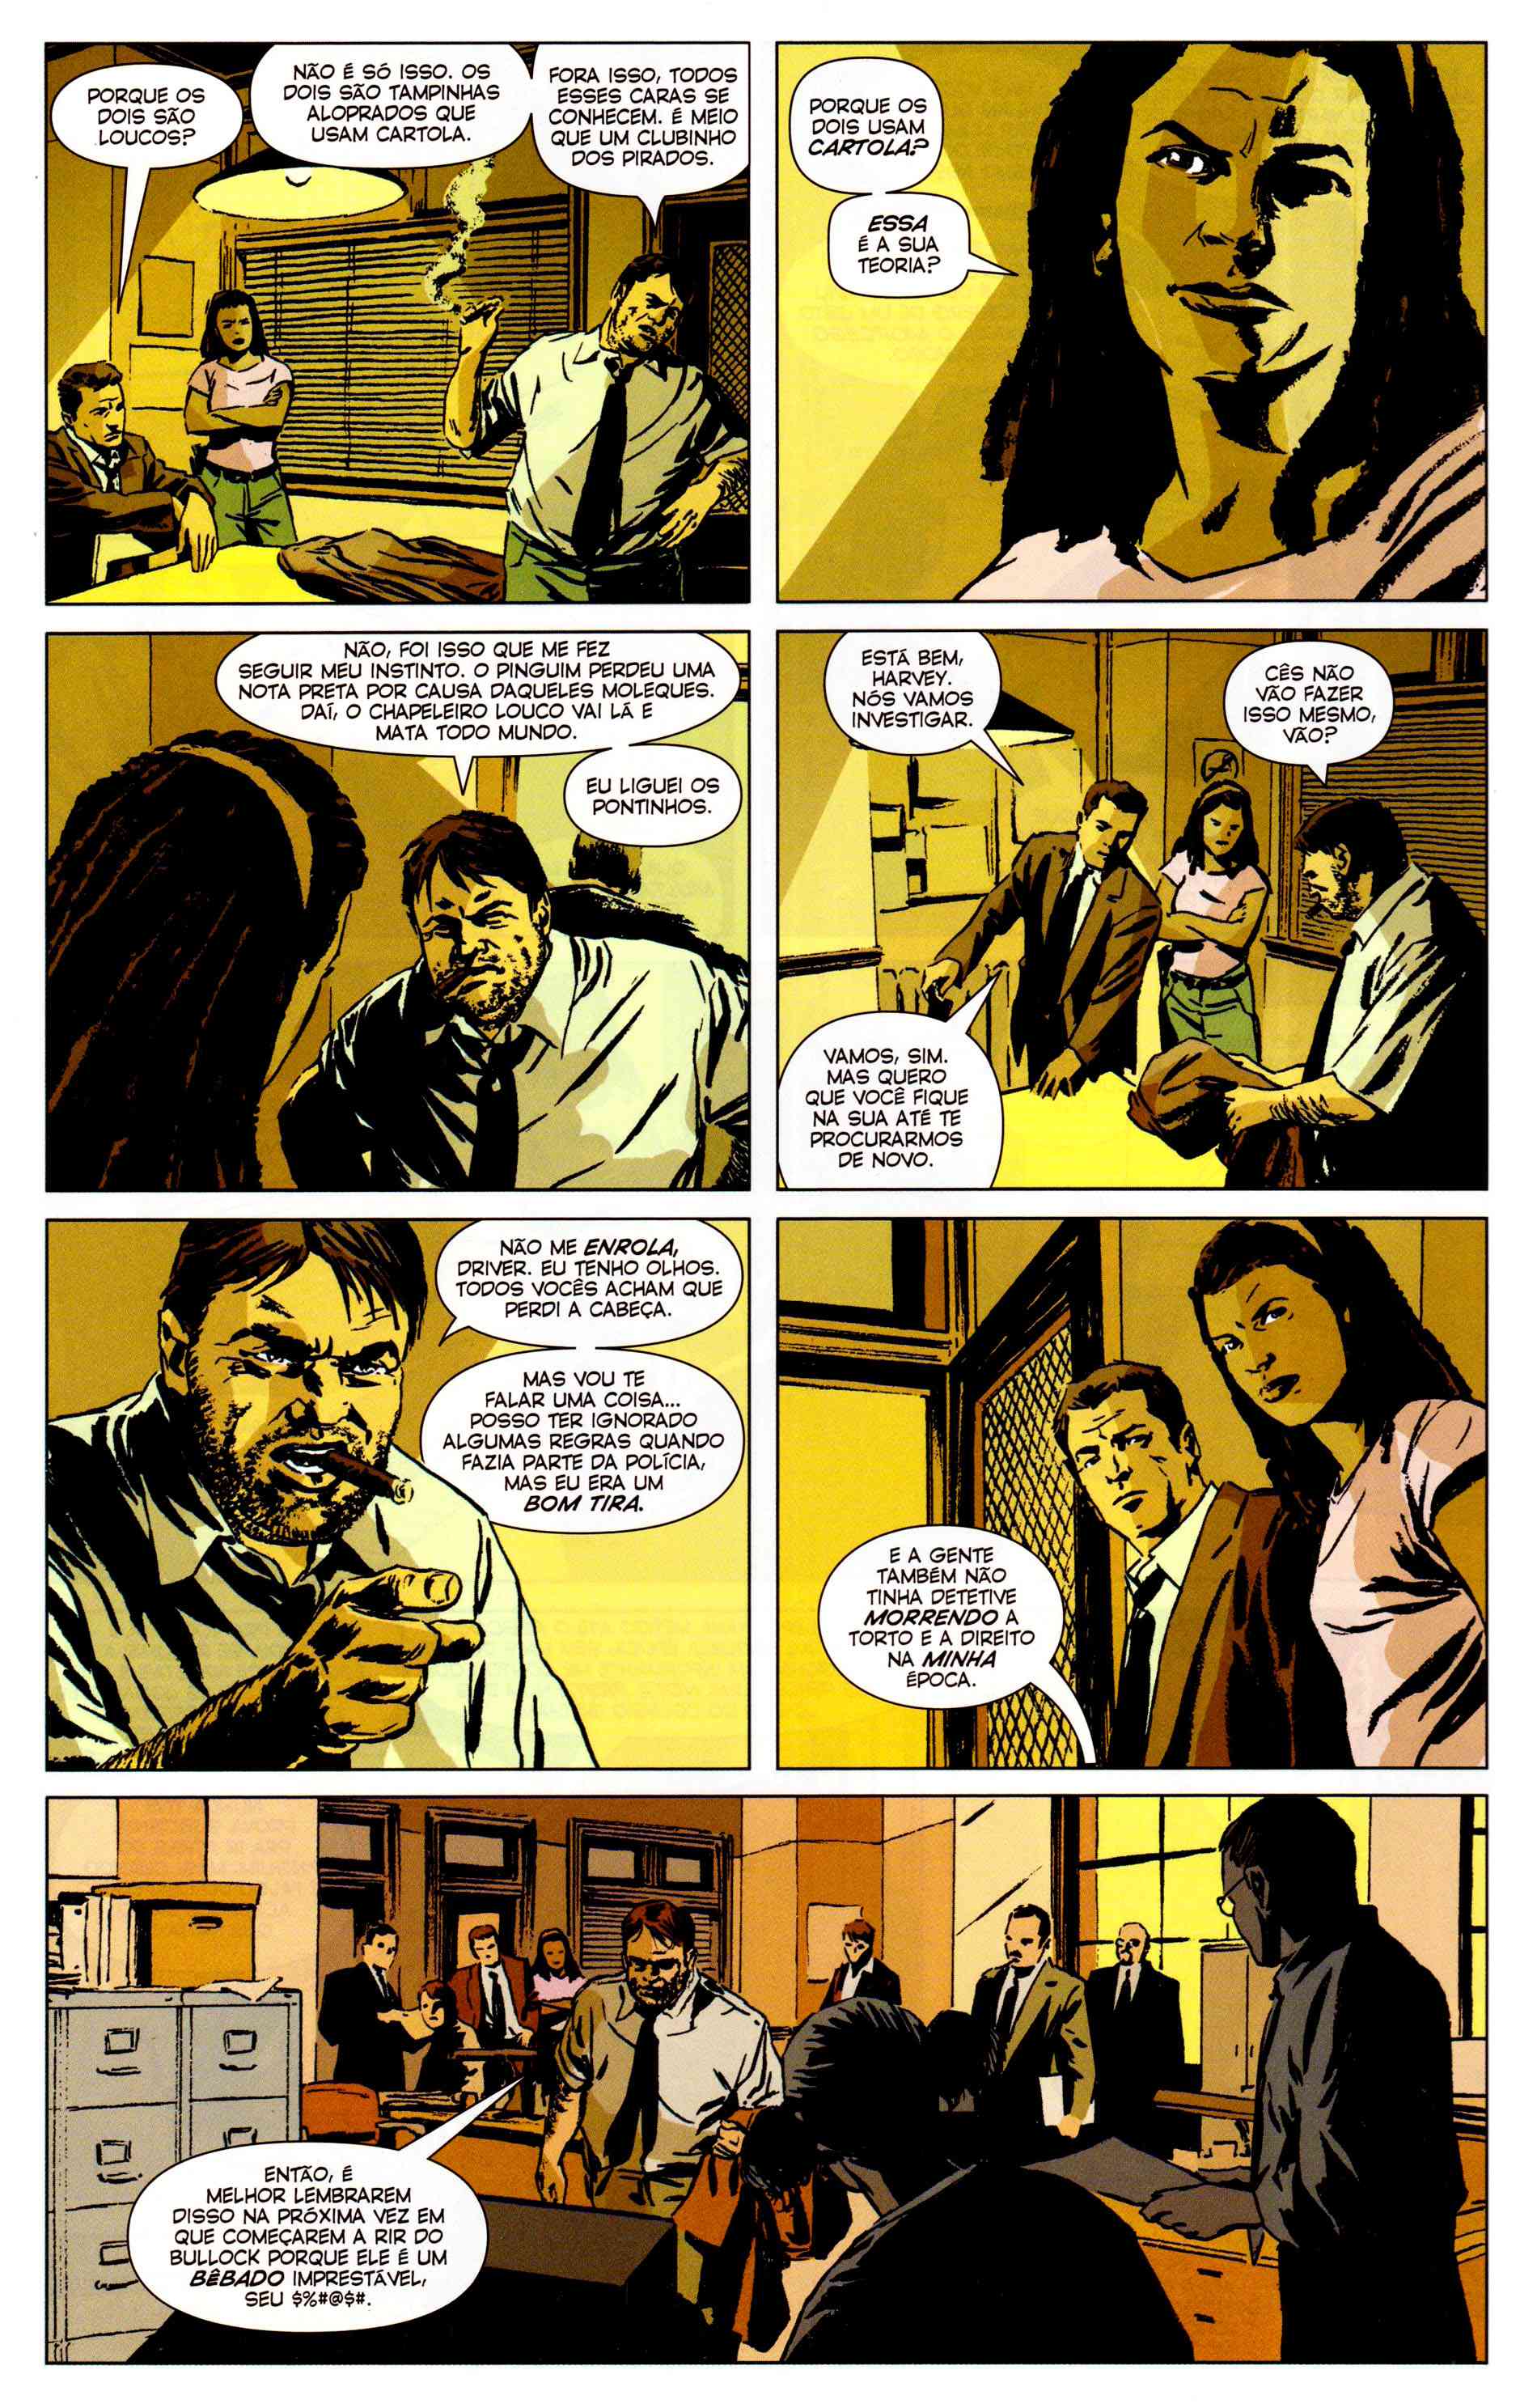 PORQUE OS
DOIS SÃO
LOUCOS?
NÃO É SÓ ISSO. OS
DOIS SÃO TAMPINHAS
ALOPRADOS QUE
USAM CARTOLA.
FORA ISSO, TODOS
ESSES CARAS SE
CONHECEM. É MEIO
QUE UM CLUBINHO
DOS PIRADOS.
PORQUE OS
DOIS USAM
CARTOLA?
ESSA
É A SUA
TEORIA?
NÃO, FOI ISSO QUE ME FEZ
SEGUIR MEU INSTINTO. O PINGUIM PERDEU UMA
NOTA PRETA POR CAUSA DAQUELES MOLEQUES.
DAÍ, O CHAPELEIRO LOUCO VAI LÁ E
MATA TODO MUNDO.
EU LIGUEI OS
PONTINHOS.
ESTÁ BEM,
HARVEY.
NÓS VAMOS
INVESTIGAR.
CÊS NÃO
VÃO FAZER
ISSO MESMO,
VÃO?
VAMOS, SIM.
MAS QUERO
QUE VOCÊ FIQUE
NA SUA ATÉ TE
PROCURARMOS
DE NOVO.
NÃO ME ENROLA,
DRIVER. EU TENHO OLHOS.
TODOS VOCÊS ACHAM QUE
PERDI A CABEÇA.
MAS VOU TE
FALAR UMA COISA...
POSSO TER IGNORADO
ALGUMAS REGRAS QUANDO
FAZIA PARTE DA POLÍCIA,
MAS EU ERA UM
BOM TIRA.
E A GENTE
TAMBÉM NÃO
TINHA DETETIVE
MORRENDO A
TORTO E A DIREITO
NA MINHA
ÉPOCA.
ENTÃO, É
MELHOR LEMBRAREM
DISSO NA PRÓXIMA VEZ EM
QUE COMEÇAREM A RIR DO
BULLOCK PORQUE ELE É UM
BÊBADO IMPRESTÁVEL,
SEU $%#@$#.